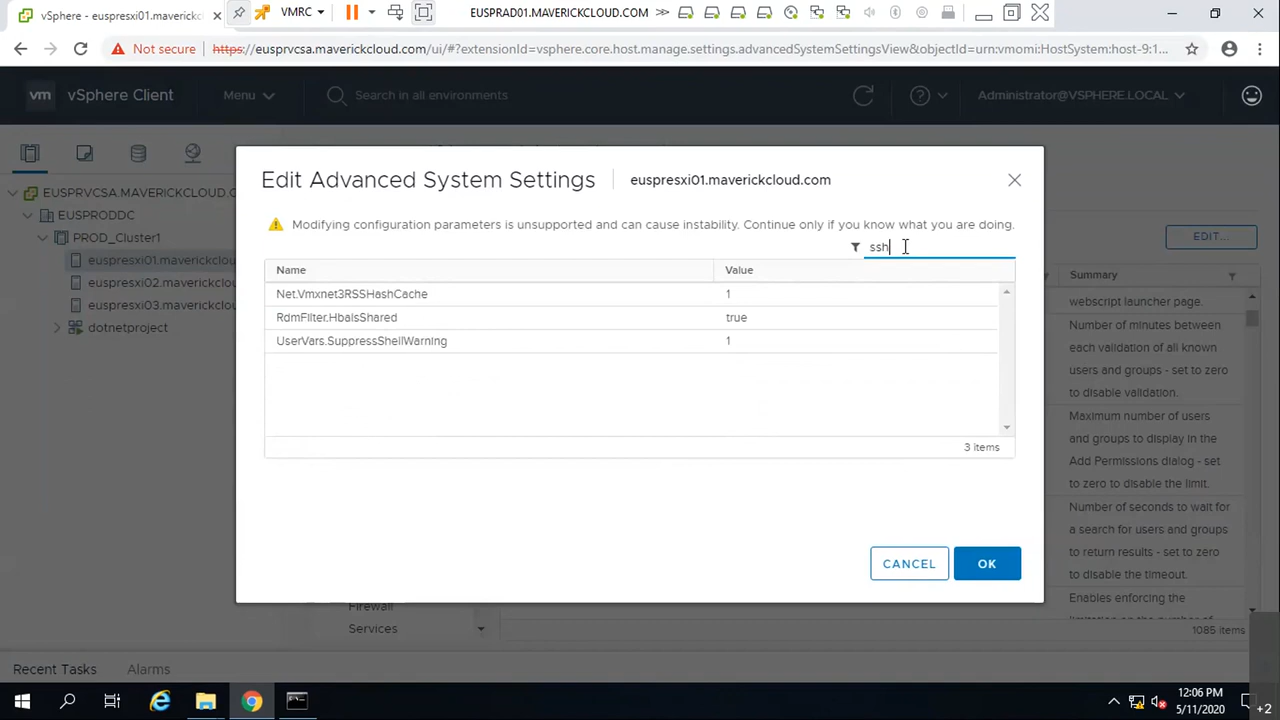 vSphere - euspresxi01.maverickclo
VMRC
EUSPRAD01.MAVERICKCLOUD.COM
Not secure
https://eusprvcsa.maverickcloud.com/ui/#?extensionId=vsphere.core.host.manage.settings.advancedSystemSettingsView&objectId=urn:vmomi:HostSystem:host-9:1...
vm
vSphere Client
Menu
Search in all environments
Administrator@VSPHERE.LOCAL
EUSPRVCSA.MAVERICKCLOUD.C
EUSPRODDC
PROD_Cluster1
euspresxi01.maverickclou
euspresxi02.maverickclou
euspresxi03.maverickclou
dotnetproject
Edit Advanced System Settings
euspresxi01.maverickcloud.com
Modifying configuration parameters is unsupported and can cause instability. Continue only if you know what you are doing.
ssh
Name
Value
Net.Vmxnet3RSSHashCache
1
RdmFilter.HbaIsShared
true
UserVars.SuppressShellWarning
1
3 items
CANCEL
OK
EDIT...
Summary
webscript launcher page.
Number of minutes between
each validation of all known
users and groups - set to zero
to disable validation.
Maximum number of users
and groups to display in the
Add Permissions dialog - set
to zero to disable the limit.
Number of seconds to wait for
a search for users and groups
to return results - set to zero
to disable the timeout.
Enables enforcing the
1085 items
Firewall
Services
Recent Tasks
Alarms
12:06 PM
5/11/2020
+2